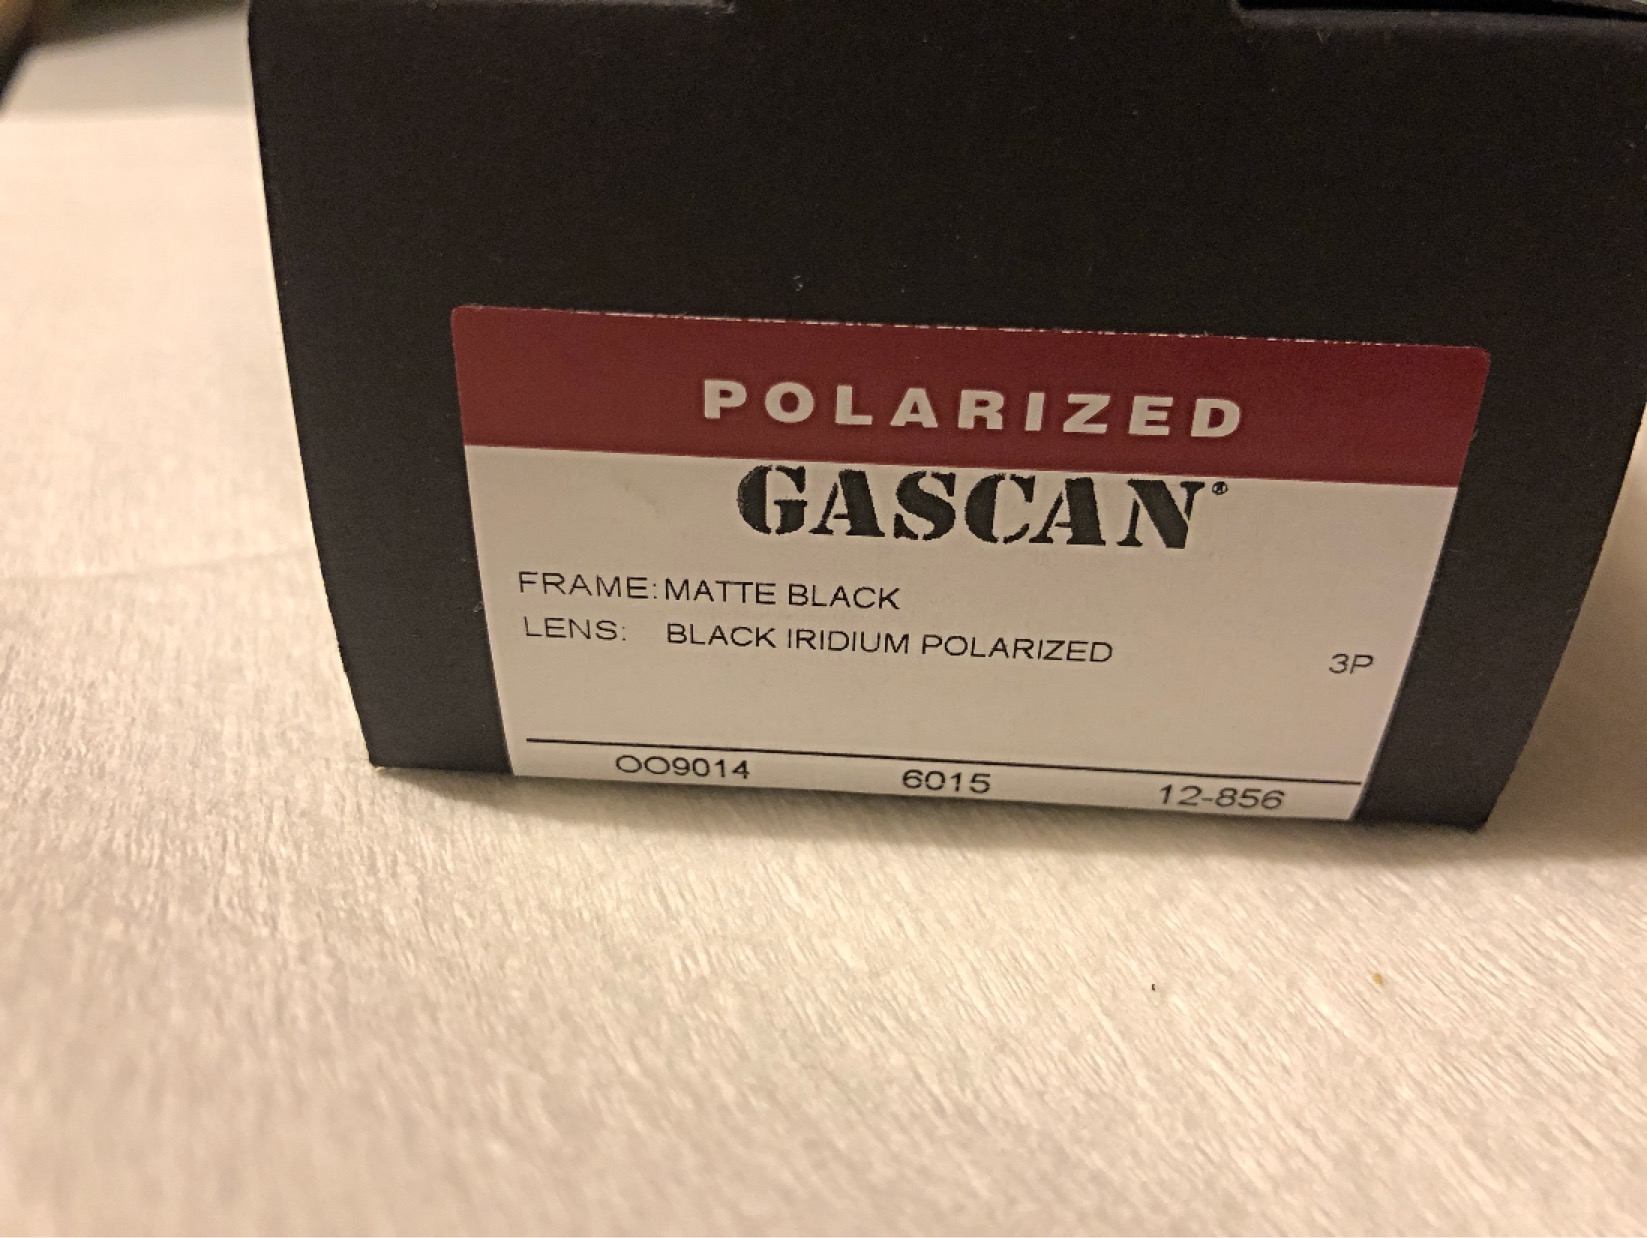 POLARIZED
GASCAN®
FRAME: MATTE BLACK
LENS: BLACK IRIDIUM POLARIZED
3P
OO9014 6015 12-856